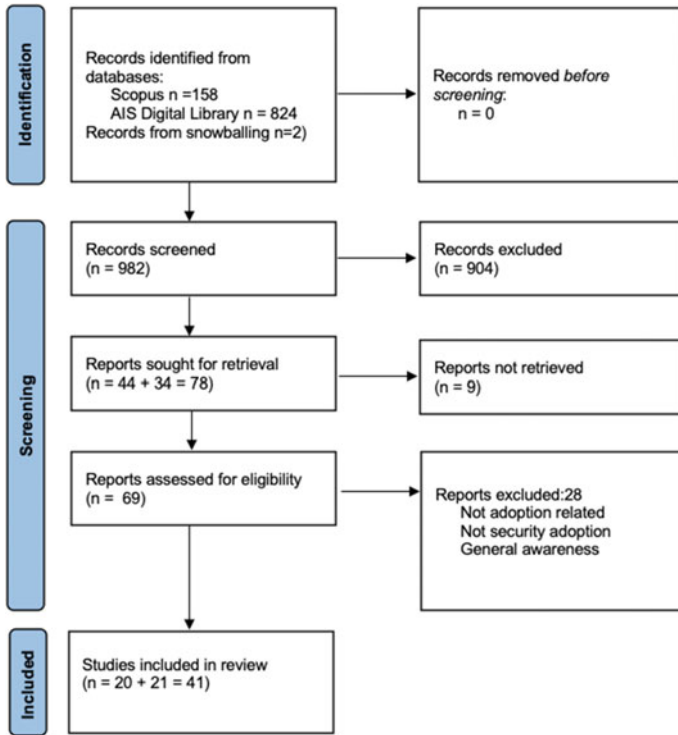 Identification
Records identified from
databases:
Scopus n =158
AIS Digital Library n = 824
Records from snowballing n=2)
Records removed before
screening:
n = 0
Screening
Records screened
(n = 982)
Records excluded
(n = 904)
Reports sought for retrieval
(n = 44 + 34 = 78)
Reports not retrieved
(n = 9)
Reports assessed for eligibility
(n = 69)
Reports excluded:28
Not adoption related
Not security adoption
General awareness
Included
Studies included in review
(n = 20 + 21 = 41)